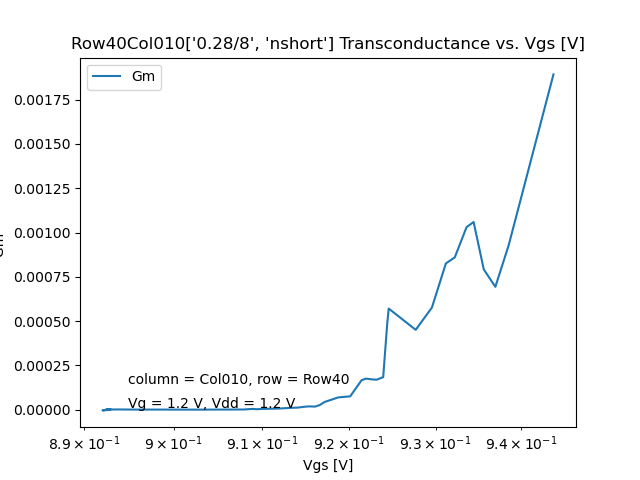 Row40Col010['0.28/8', 'nshort'] Transconductance vs. Vgs [V]
Gm
0.00175
0.00150
0.00125
0.00100
0.00075
0.00050
0.00025
0.00000
column = Col010, row = Row40
Vg = 1.2 V, Vdd = 1.2 V
8.9 × 10⁻¹ 9 × 10⁻¹ 9.1 × 10⁻¹ 9.2 × 10⁻¹ 9.3 × 10⁻¹ 9.4 × 10⁻¹
Vgs [V]